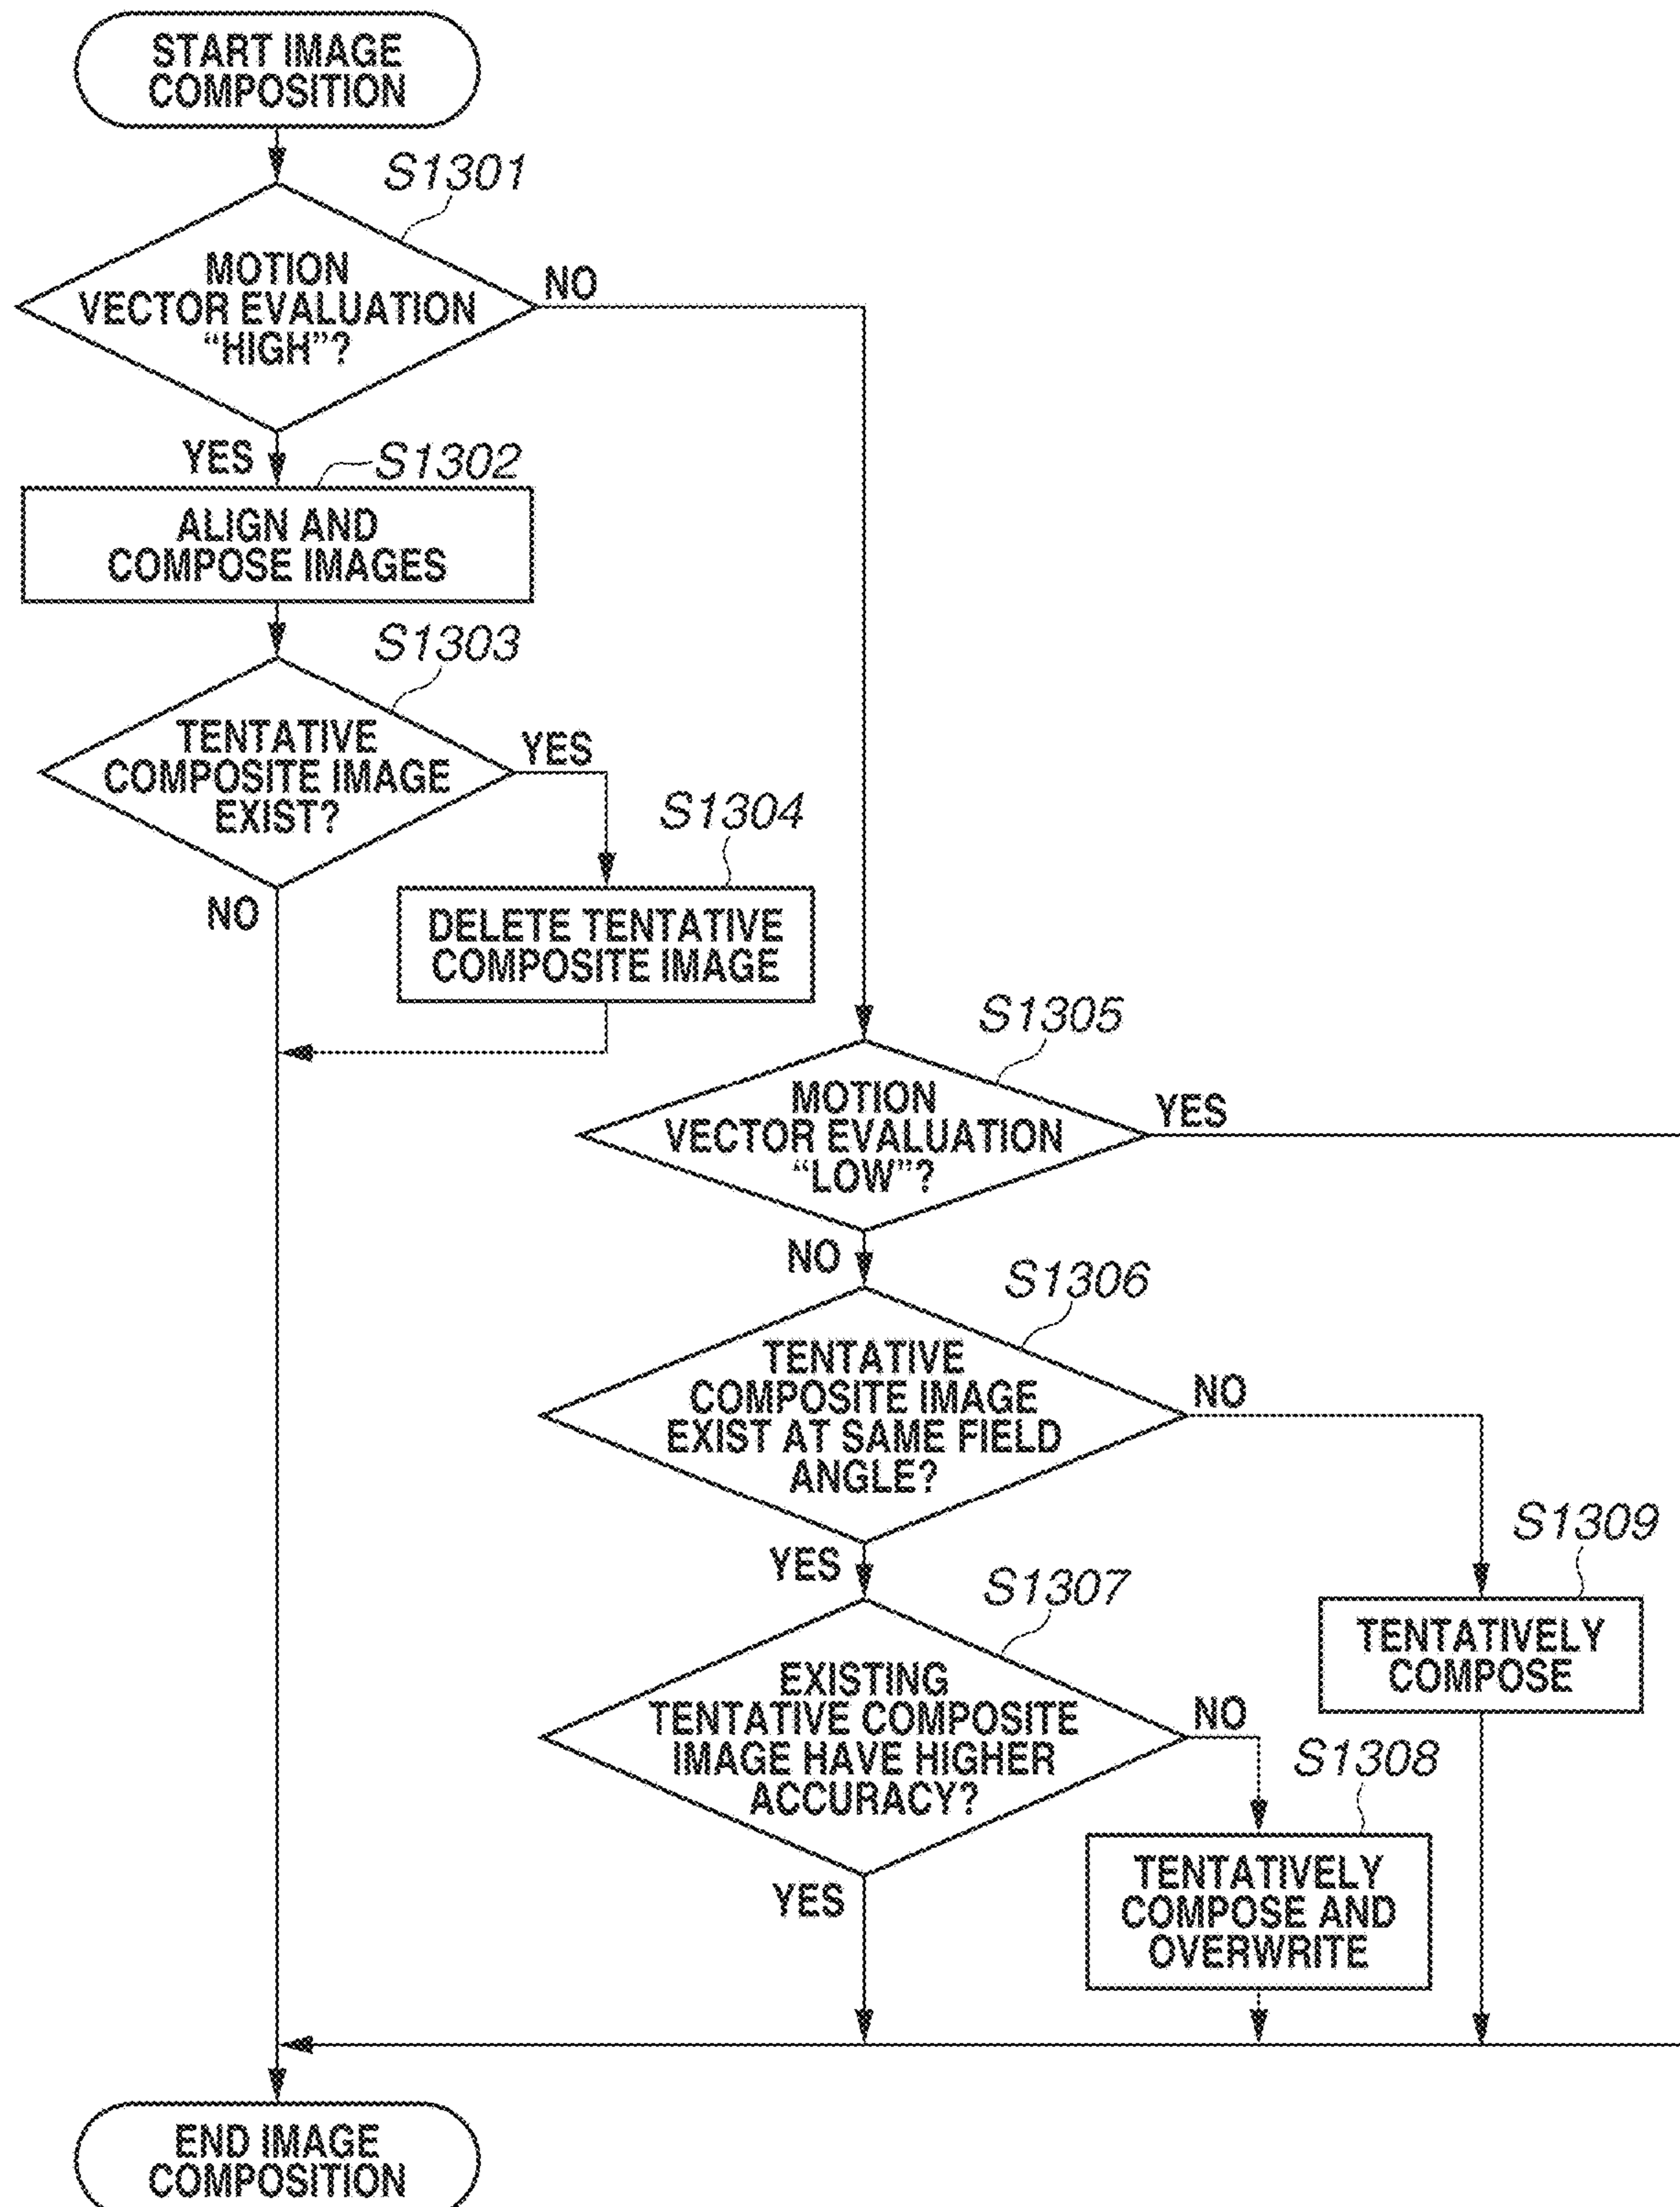 START IMAGE
COMPOSITION
S1301
MOTION
VECTOR EVALUATION
“HIGH”?
NO
YES
S1302
ALIGN AND
COMPOSE IMAGES
S1303
TENTATIVE
COMPOSITE IMAGE
EXIST?
YES
NO
S1304
DELETE TENTATIVE
COMPOSITE IMAGE
S1305
MOTION
VECTOR EVALUATION
“LOW”?
YES
NO
S1306
TENTATIVE
COMPOSITE IMAGE
EXIST AT SAME FIELD
ANGLE?
NO
YES
S1309
TENTATIVELY
COMPOSE
S1307
EXISTING
TENTATIVE COMPOSITE
IMAGE HAVE HIGHER
ACCURACY?
NO
YES
S1308
TENTATIVELY
COMPOSE AND
OVERWRITE
END IMAGE
COMPOSITION